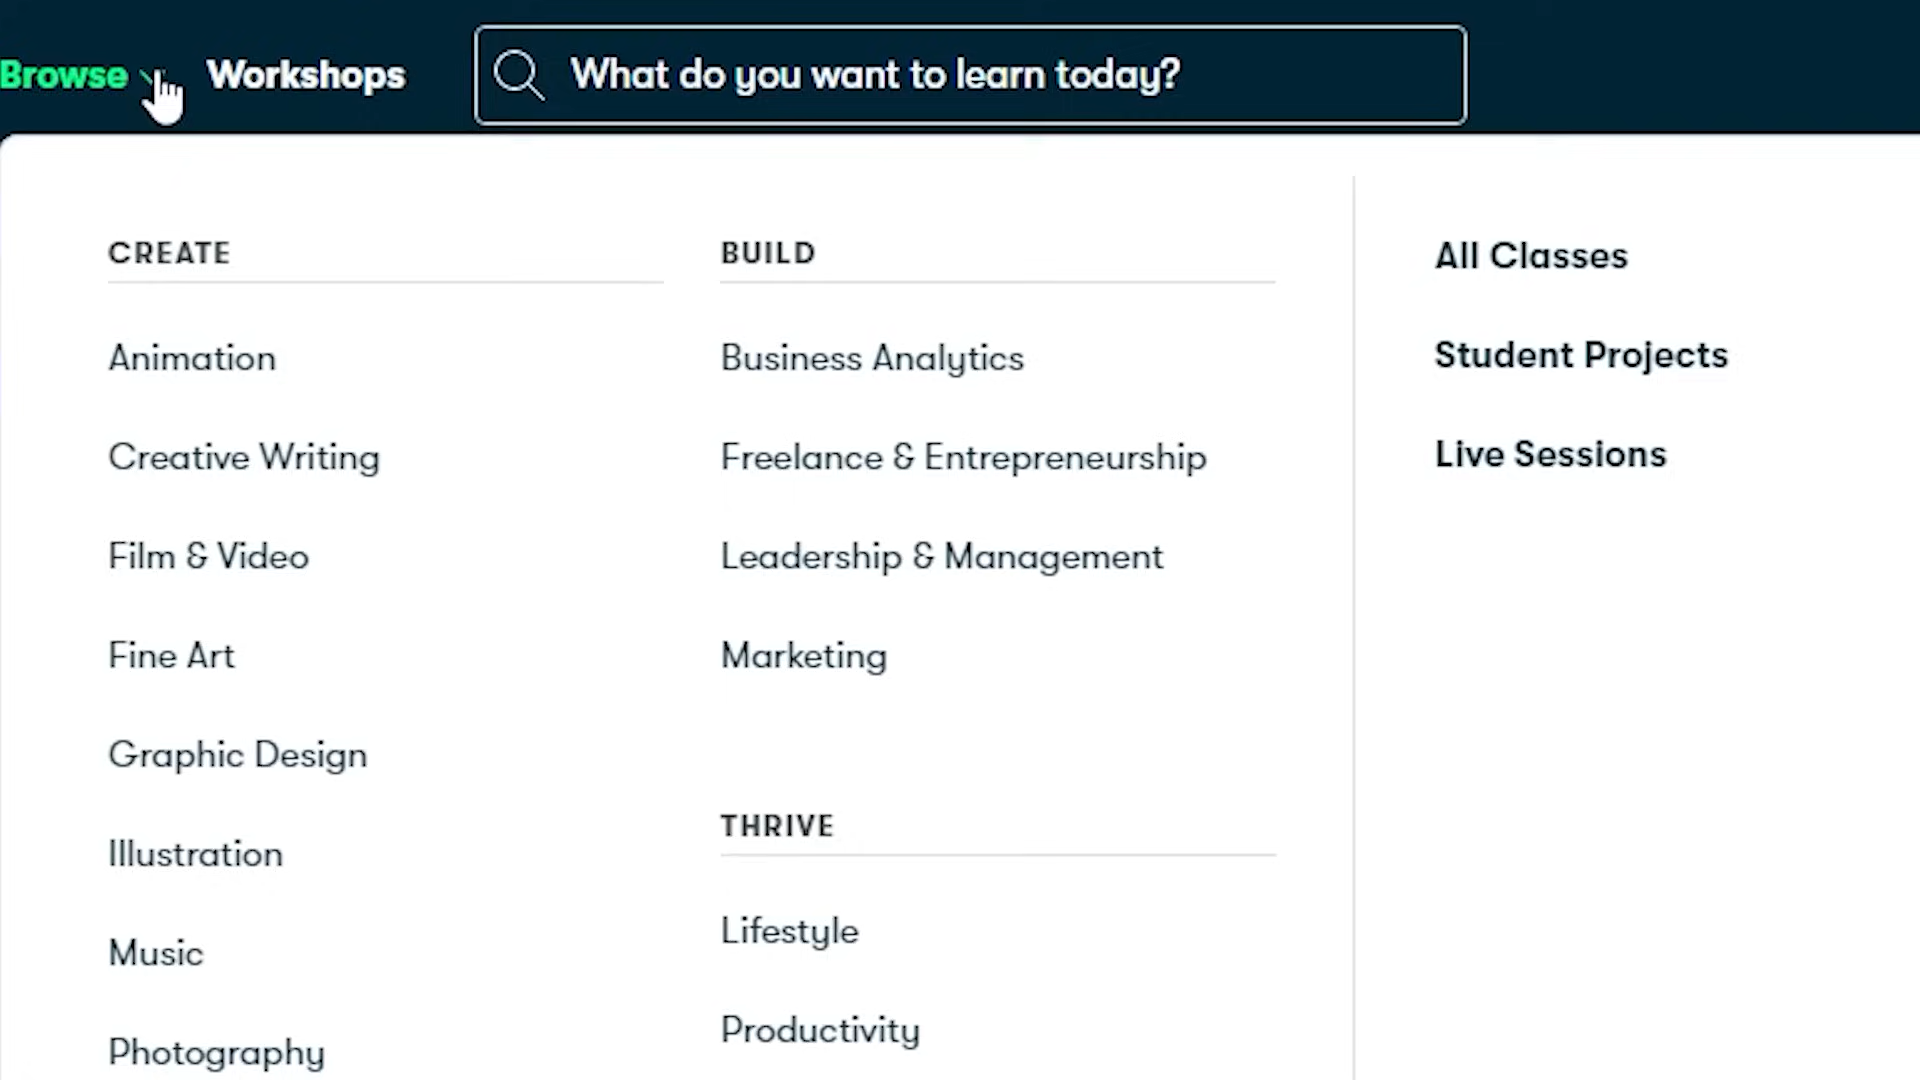 Browse
Workshops
What do you want to learn today?
CREATE
Animation
Creative Writing
Film & Video
Fine Art
Graphic Design
Illustration
Music
Photography
BUILD
Business Analytics
Freelance & Entrepreneurship
Leadership & Management
Marketing
THRIVE
Lifestyle
Productivity
All Classes
Student Projects
Live Sessions